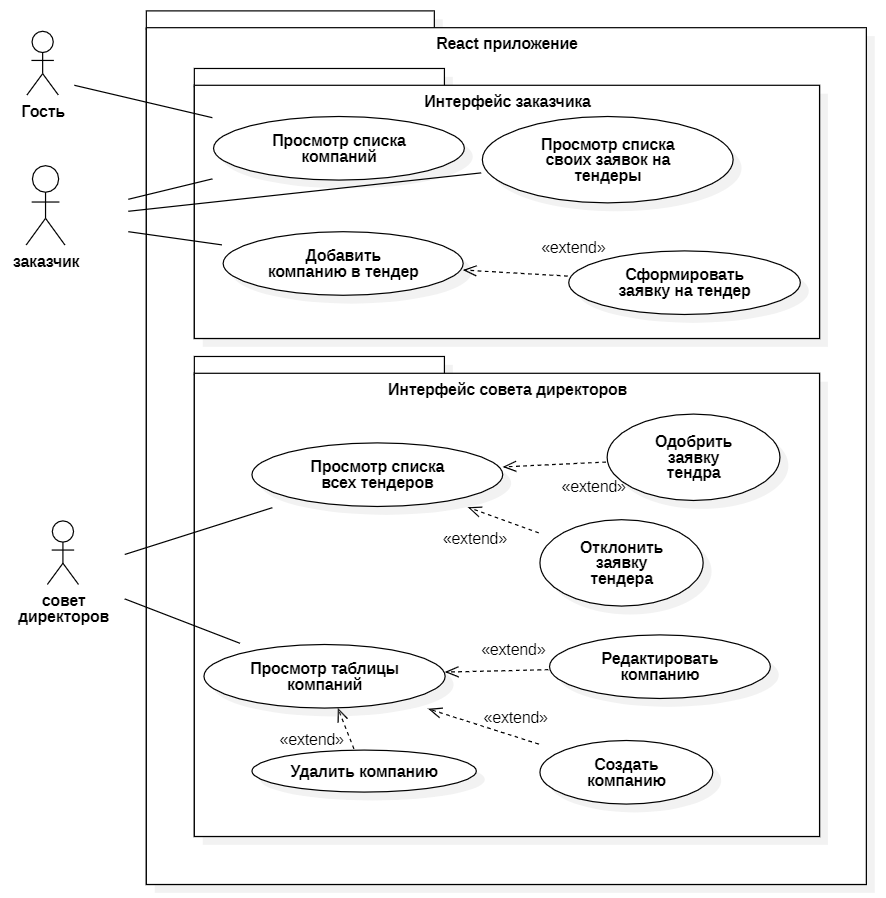 React приложение
Гость
Интерфейс заказчика
Просмотр списка
компаний
Просмотр списка
своих заявок на
тендеры
заказчик
Добавить
компанию в тендер
«extend»
Сформировать
заявку на тендер
Интерфейс совета директоров
Просмотр списка
всех тендеров
Одобрить
заявку
тендра
«extend»
«extend»
Отклонить
заявку
тендера
совет
директоров
Просмотр таблицы
компаний
«extend»
Редактировать
компанию
«extend»
«extend»
Удалить компанию
Создать
компанию